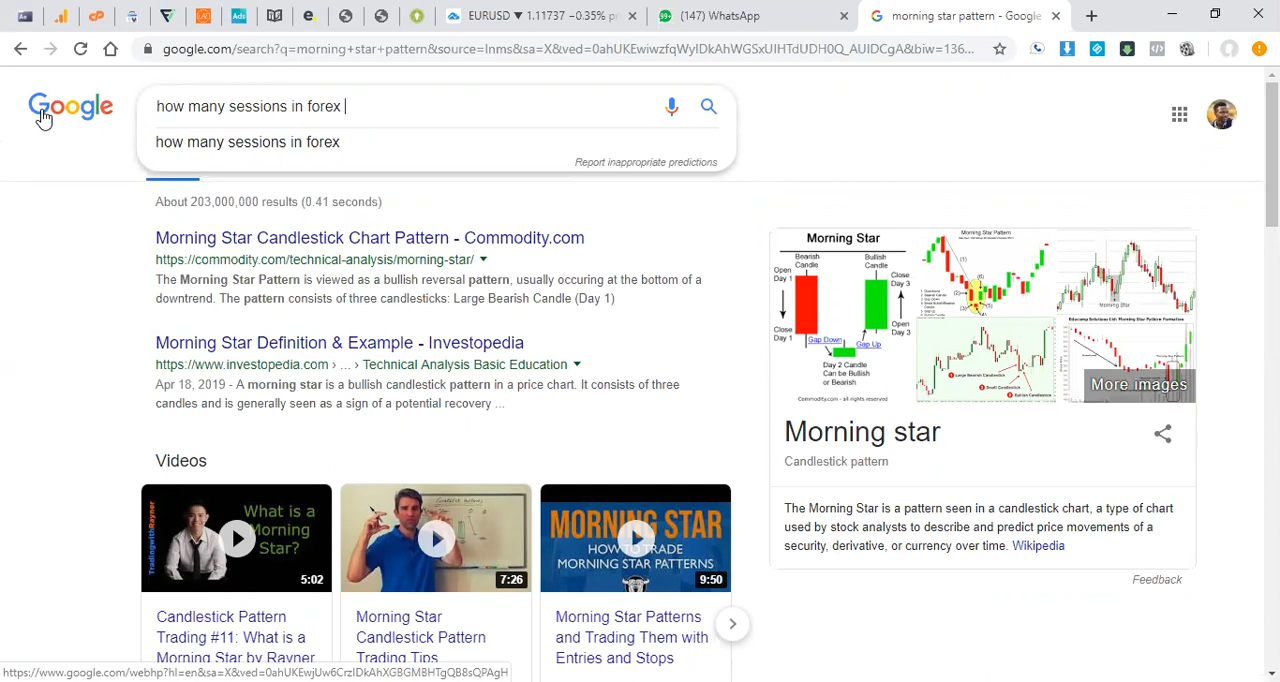 EURUSD ▼ 1.11737 −0.35%
(147) WhatsApp
morning star pattern - Google
google.com/search?q=morning+star+pattern&source=lnms&sa=X&ved=0ahUKEwiwzfqWyIDkAhWGSxUIHTdUDH0Q_AUIDCgA&biw=136...
Google
how many sessions in forex
how many sessions in forex
Report inappropriate predictions
About 203,000,000 results (0.41 seconds)
Morning Star Candlestick Chart Pattern - Commodity.com
https://commodity.com/technical-analysis/morning-star/
The Morning Star Pattern is viewed as a bullish reversal pattern, usually occuring at the bottom of a
downtrend. The pattern consists of three candlesticks: Large Bearish Candle (Day 1)
Morning Star Definition & Example - Investopedia
https://www.investopedia.com › ... › Technical Analysis Basic Education
Apr 18, 2019 - A morning star is a bullish candlestick pattern in a price chart. It consists of three
candles and is generally seen as a sign of a potential recovery ...
Videos
TradingwithRayner
What is a
Morning
Star?
5:02
7:26
MORNING STAR
HOW TO TRADE
MORNING STAR PATTERNS
9:50
Candlestick Pattern
Trading #11: What is a
Morning Star by Rayner
Morning Star
Candlestick Pattern
Trading Tips
Morning Star Patterns
and Trading Them with
Entries and Stops
Morning Star
Bearish
Candle
Bullish
Candle
Open
Day 1
Close
Day 3
Close
Day 1
Open
Day 3
Gap Down
Gap Up
Day 2 Candle
Can be Bullish
or Bearish
Commodity.com - all rights reserved
Morning Star Pattern
Morning Star
More images
Morning star
Candlestick pattern
The Morning Star is a pattern seen in a candlestick chart, a type of chart
used by stock analysts to describe and predict price movements of a
security, derivative, or currency over time. Wikipedia
Feedback